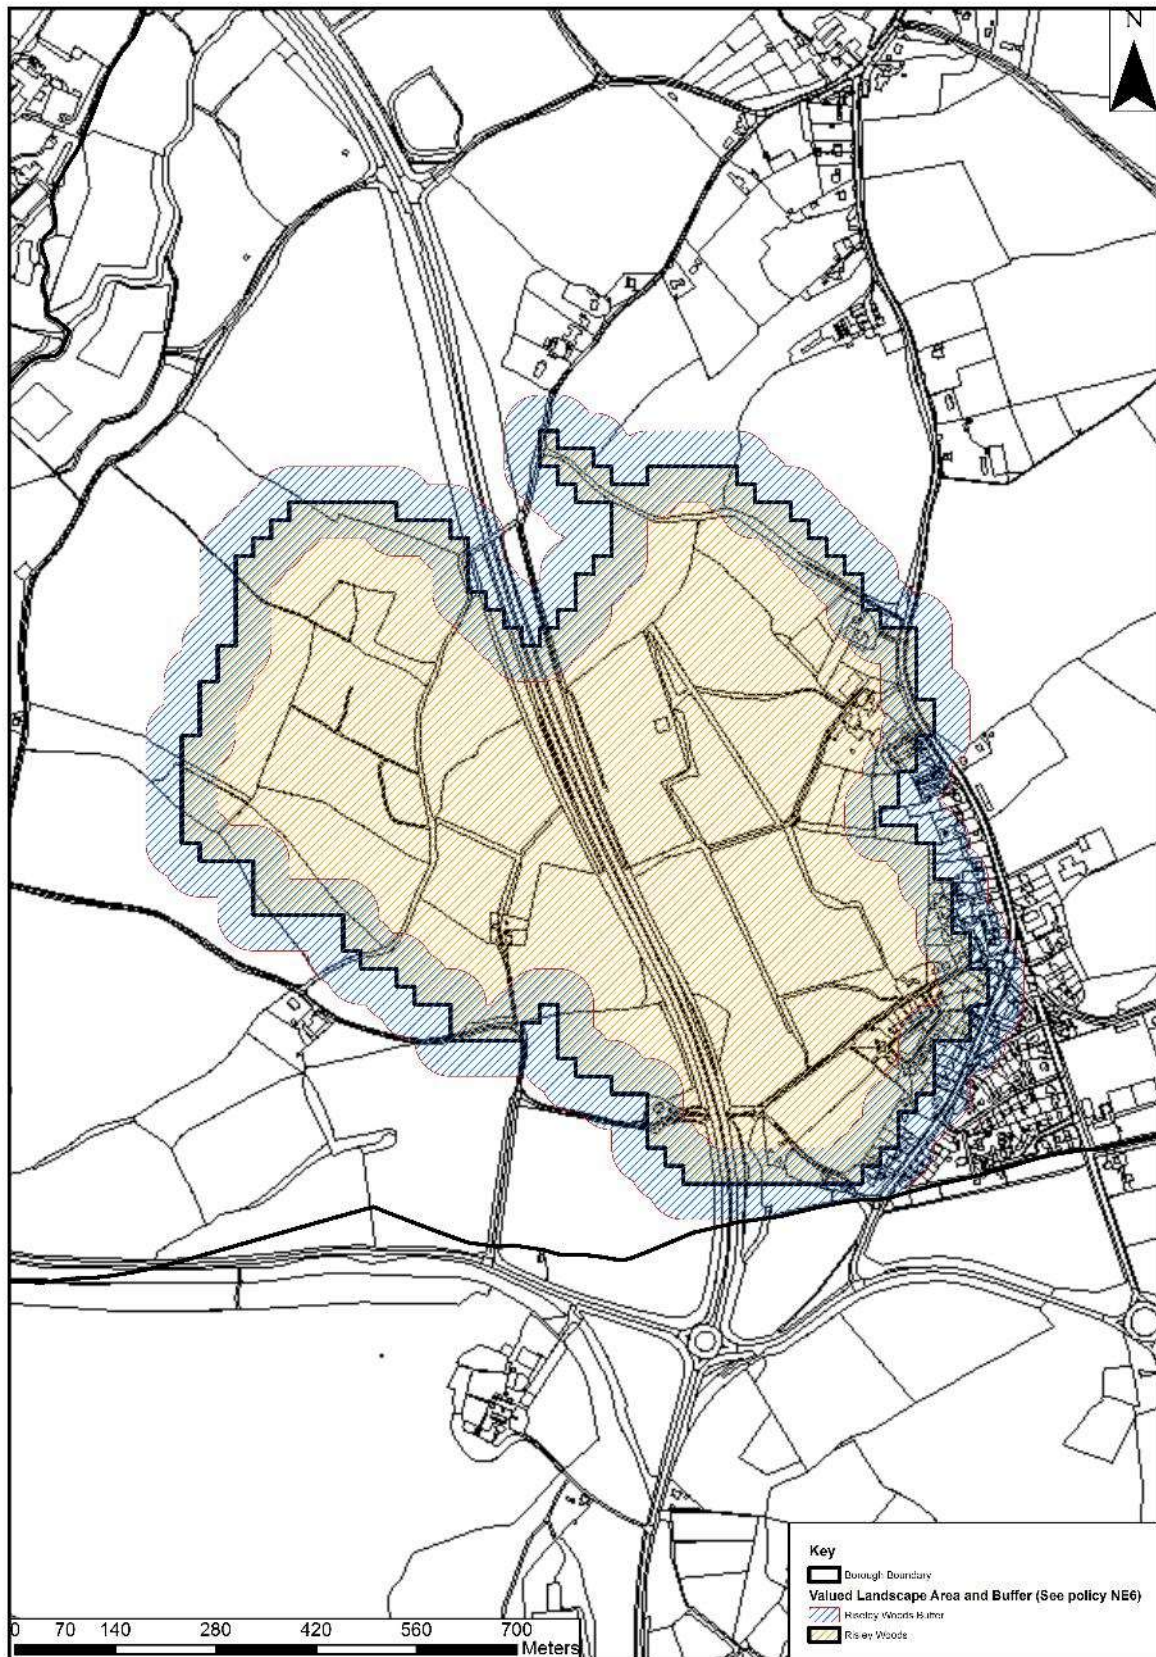 N
Key
Borough Boundary
Valued Landscape Area and Buffer (See policy NE6)
Riseley Woods Buffer
Risley Woods
0 70 140 280 420 560 700
Meters